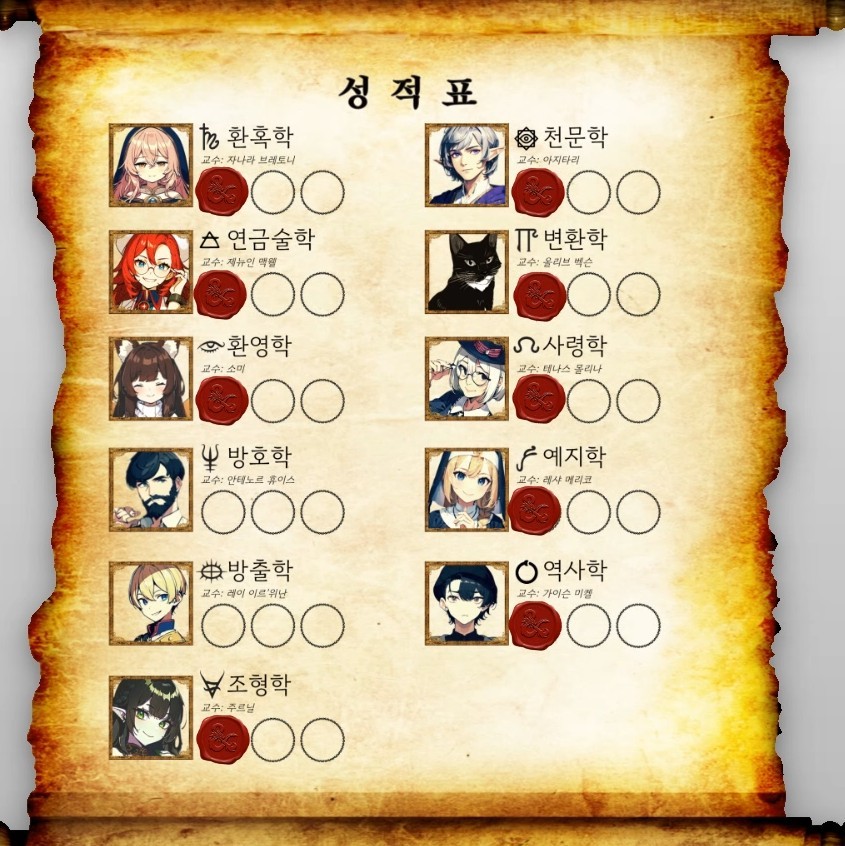 성적표
환혹학
교수: 자나라 브레토니
연금술학
교수: 제뉴인 맥웰
환영학
교수: 소미
방호학
교수: 안테노르 휴이스
방출학
교수: 레이 이르'위난
조형학
교수: 주르닐
천문학
교수: 아지타리
변환학
교수: 올리브 벡슨
사령학
교수: 테나스 몰리나
예지학
교수: 레샤 메리코
역사학
교수: 가이슨 미켈